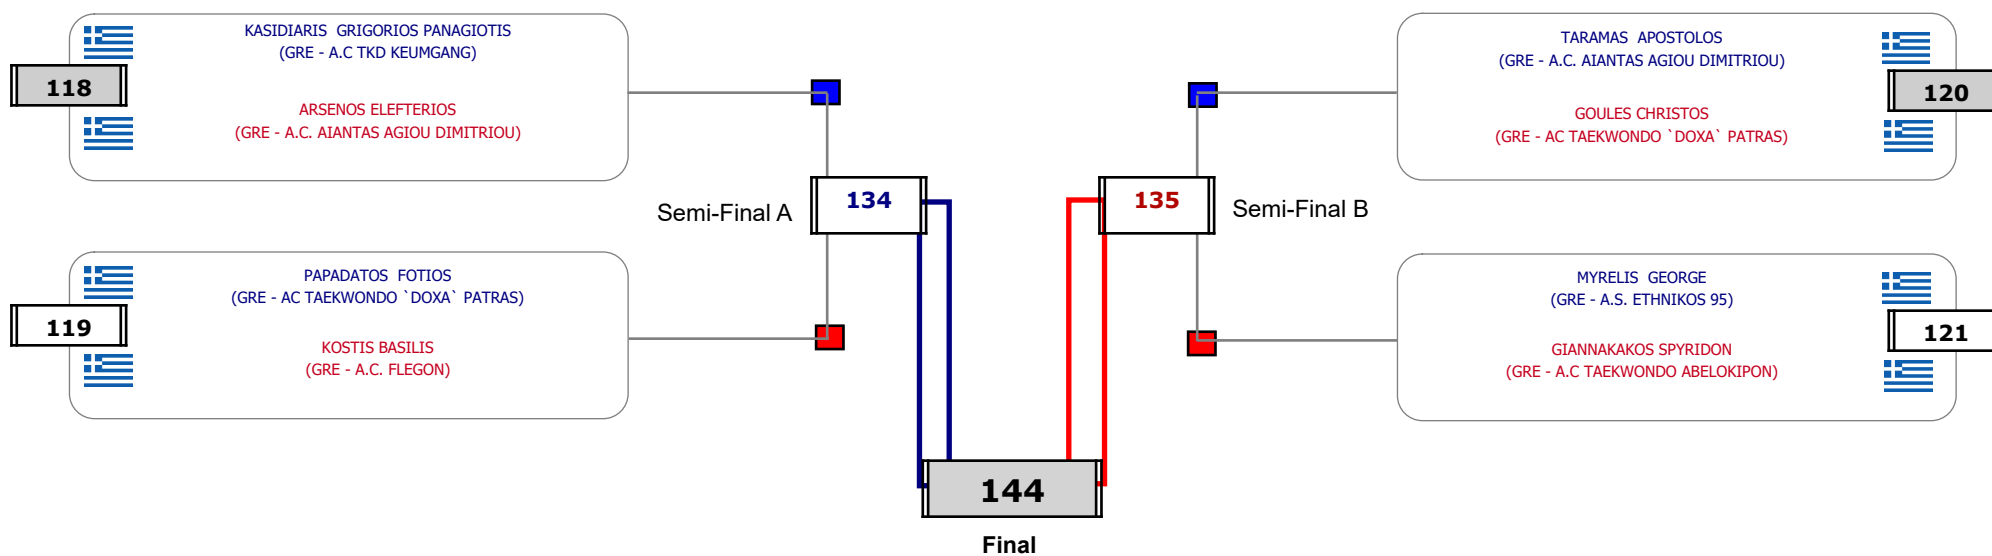 KASIDIARIS  GRIGORIOS PANAGIOTIS
(GRE - A.C TKD KEUMGANG)
118
ARSENOS ELEFTERIOS
(GRE - A.C. AIANTAS AGIOU DIMITRIOU)
TARAMAS  APOSTOLOS
(GRE - A.C. AIANTAS AGIOU DIMITRIOU)
120
GOULES CHRISTOS
(GRE - AC TAEKWONDO `DOXA` PATRAS)
Semi-Final A
134
135
Semi-Final B
PAPADATOS  FOTIOS
(GRE - AC TAEKWONDO `DOXA` PATRAS)
119
KOSTIS BASILIS
(GRE - A.C. FLEGON)
MYRELIS  GEORGE
(GRE - A.S. ETHNIKOS 95)
121
GIANNAKAKOS SPYRIDON
(GRE - A.C TAEKWONDO ABELOKIPON)
144
Final